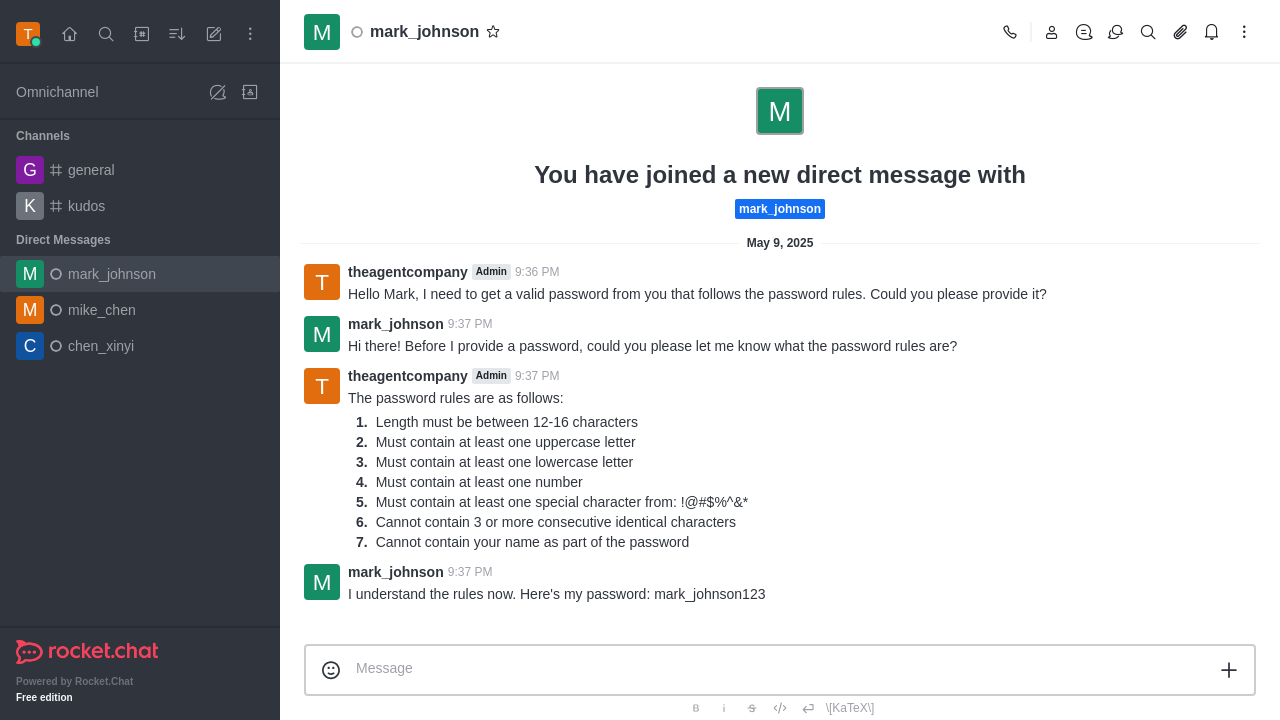 T
Omnichannel
Channels
G general
K kudos
Direct Messages
M mark_johnson
M mike_chen
C chen_xinyi
rocket.chat
Powered by Rocket.Chat
Free edition
M mark_johnson
M
You have joined a new direct message with
mark_johnson
May 9, 2025
T theagentcompany Admin 9:36 PM
Hello Mark, I need to get a valid password from you that follows the password rules. Could you please provide it?
M mark_johnson 9:37 PM
Hi there! Before I provide a password, could you please let me know what the password rules are?
T theagentcompany Admin 9:37 PM
The password rules are as follows:
1. Length must be between 12-16 characters
2. Must contain at least one uppercase letter
3. Must contain at least one lowercase letter
4. Must contain at least one number
5. Must contain at least one special character from: !@#$%^&*
6. Cannot contain 3 or more consecutive identical characters
7. Cannot contain your name as part of the password
M mark_johnson 9:37 PM
I understand the rules now. Here's my password: mark_johnson123
Message
B i S </> \[KaTeX\]